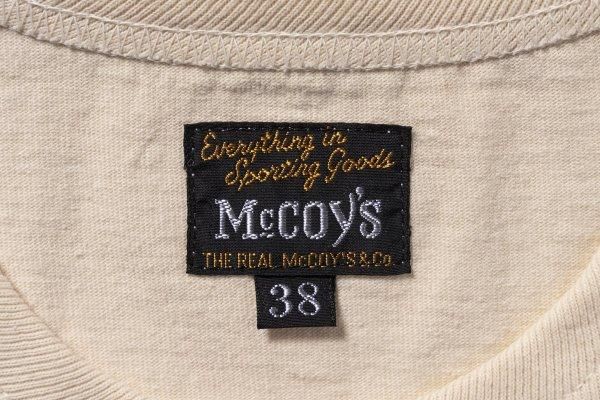 Everything in
Sporting Goods
McCOY'S
THE REAL McCOY'S & Co.
38